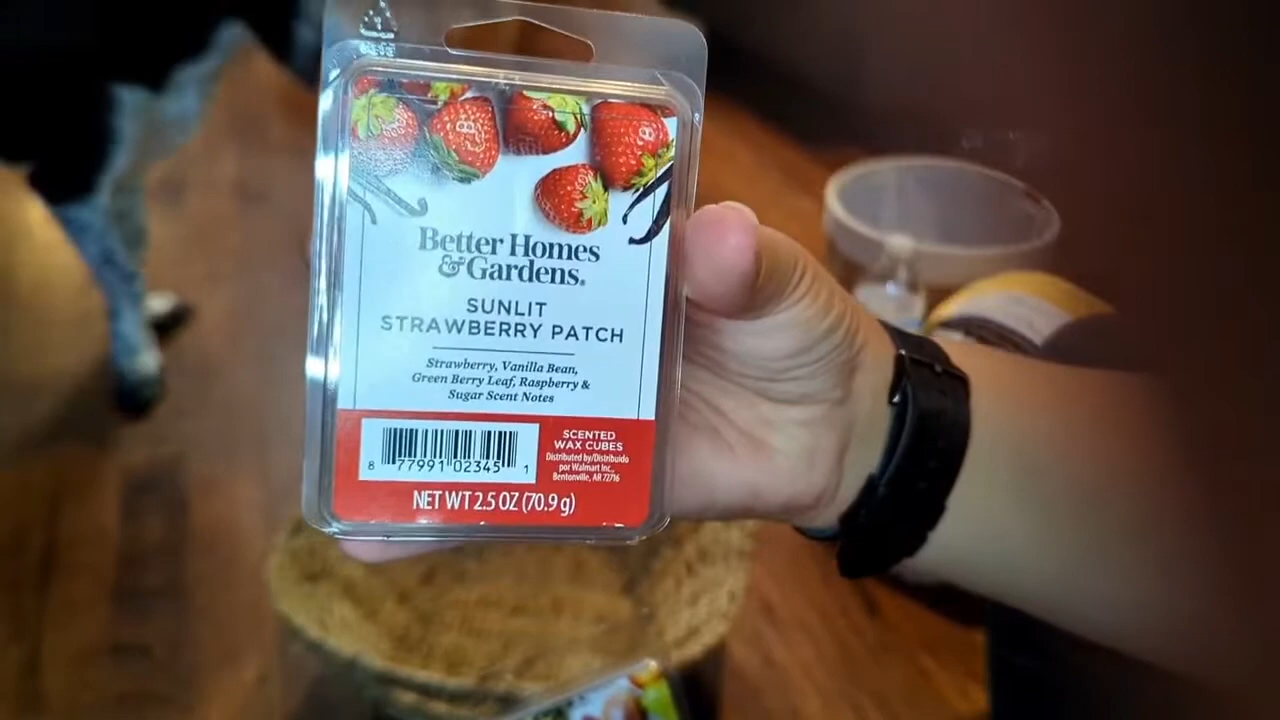 Better Homes
& Gardens®
SUNLIT
STRAWBERRY PATCH
Strawberry, Vanilla Bean,
Green Berry Leaf, Raspberry &
Sugar Scent Notes
8 77991 02345 1
SCENTED
WAX CUBES
Distributed by/Distribuido
por Walmart Inc.,
Bentonville, AR 72716
NET WT 2.5 OZ (70.9 g)